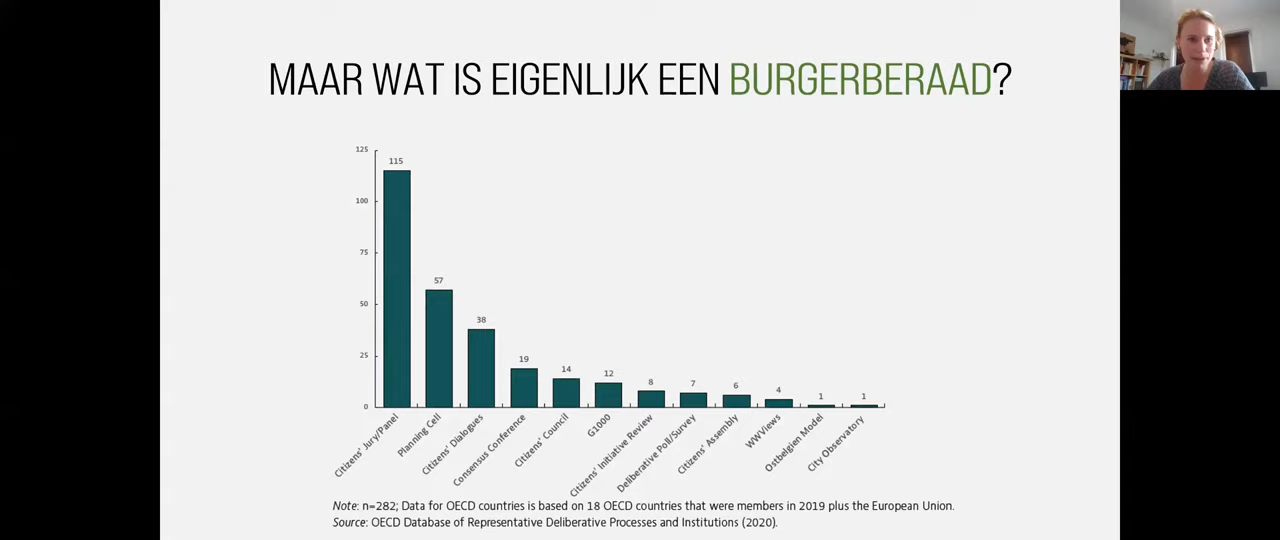 MAAR WAT IS EIGENLIJK EEN BURGERBERAAD?
125
100
75
50
25
0
115
57
38
19
14
12
8
7
6
4
1
1
Citizens' Jury/Panel
Planning Cell
Citizens' Dialogues
Consensus Conference
Citizens' Council
G1000
Citizens' Initiative Review
Deliberative Poll/Survey
Citizens' Assembly
WWViews
Ostbelgien Model
City Observatory
Note: n=282; Data for OECD countries is based on 18 OECD countries that were members in 2019 plus the European Union.
Source: OECD Database of Representative Deliberative Processes and Institutions (2020).